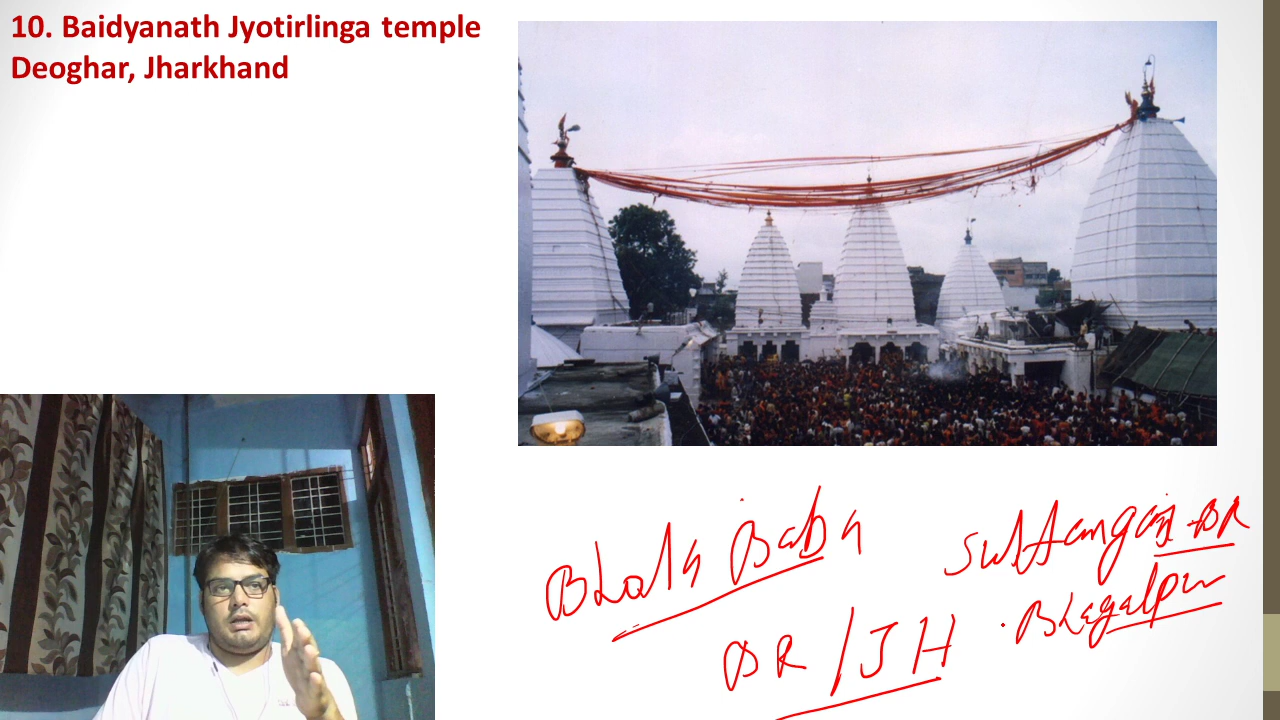 10. Baidyanath Jyotirlinga temple
Deoghar, Jharkhand
Bhola Baba
Sultanganj - BR
BR / JH
Bhagalpur